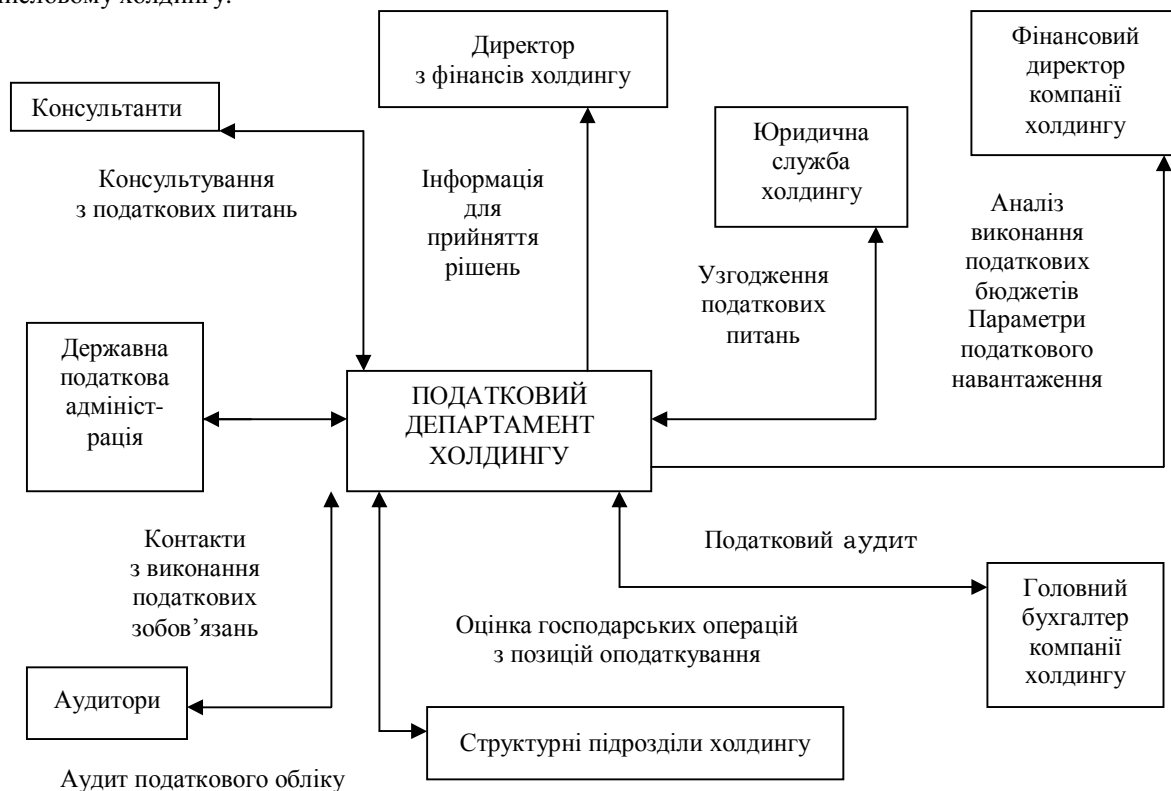 Директор
з фінансів холдингу
Фінансовий
директор
компанії
холдингу
Консультанти
Юридична
служба
холдингу
Консультування
з податкових питань
Інформація
для
прийняття
рішень
Аналіз
виконання
податкових
бюджетів
Параметри
податкового
навантаження
Узгодження
податкових
питань
Державна
податкова
адмініст-
рація
ПОДАТКОВИЙ
ДЕПАРТАМЕНТ
ХОЛДИНГУ
Контакти
з виконання
податкових
зобов’язань
Податковий аудит
Головний
бухгалтер
компанії
холдингу
Оцінка господарських операцій
з позицій оподаткування
Аудитори
Структурні підрозділи холдингу
Аудит податкового обліку